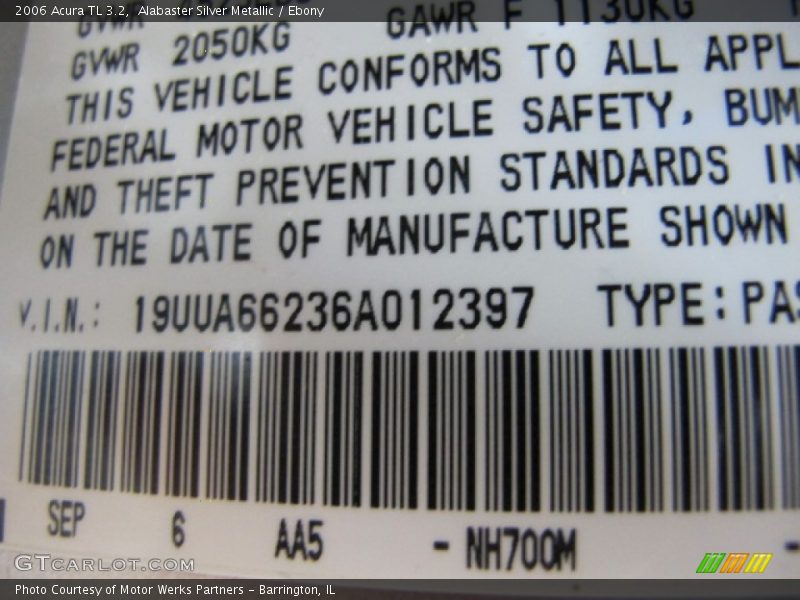 2006 Acura TL 3.2,  Alabaster Silver Metallic / Ebony
GVWR GAWR F 1130KG
GVWR 2050KG
THIS VEHICLE CONFORMS TO ALL APPL
FEDERAL MOTOR VEHICLE SAFETY, BUM
AND THEFT PREVENTION STANDARDS IN
ON THE DATE OF MANUFACTURE SHOWN
V.I.N.: 19UUA66236A012397 TYPE: PAS
SEP 6 AA5 - NH700M -
GTCARLOT.COM
Photo Courtesy of Motor Werks Partners - Barrington, IL